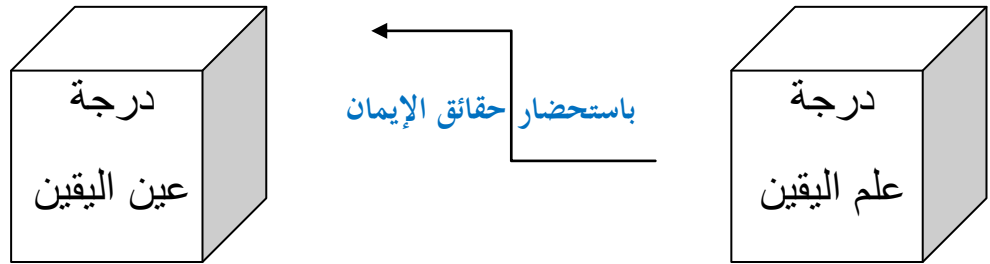 درجة
علم اليقين
باستحضار حقائق الإيمان
درجة
عين اليقين